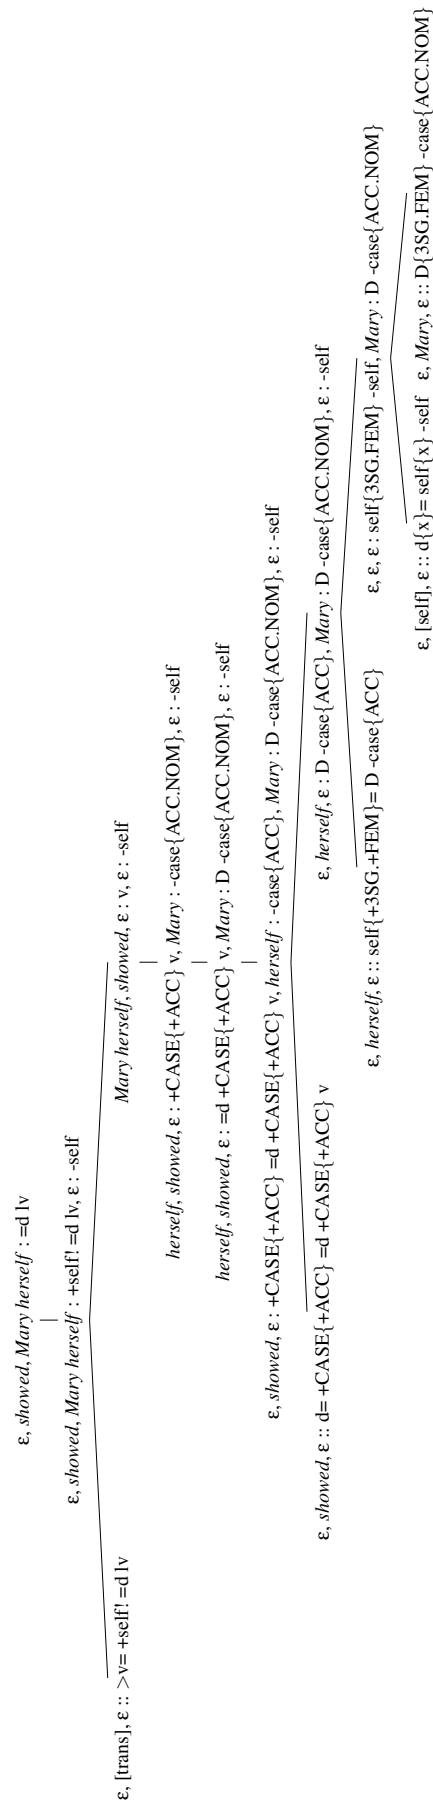 ε, showed, Mary herself : =d lv
ε, showed, Mary herself : +self! =d lv, ε : -self
ε, [trans], ε :: >v= +self! =d lv
Mary herself, showed, ε : v, ε : -self
herself, showed, ε : +CASE{+ACC} v, Mary : -case{ACC.NOM}, ε : -self
herself, showed, ε : =d +CASE{+ACC} v, Mary : D -case{ACC.NOM}, ε : -self
ε, showed, ε : +CASE{+ACC} =d +CASE{+ACC} v, herself : -case{ACC}, Mary : D -case{ACC.NOM}, ε : -self
ε, showed, ε :: d= +CASE{+ACC} =d +CASE{+ACC} v
ε, herself, ε : D -case{ACC}, Mary : D -case{ACC.NOM}, ε : -self
ε, herself, ε :: self{+3SG.+FEM}= D -case{ACC}
ε, ε, ε : self{3SG.FEM} -self, Mary : D -case{ACC.NOM}
ε, [self], ε :: d{x}= self{x} -self
ε, Mary, ε :: D{3SG.FEM} -case{ACC.NOM}